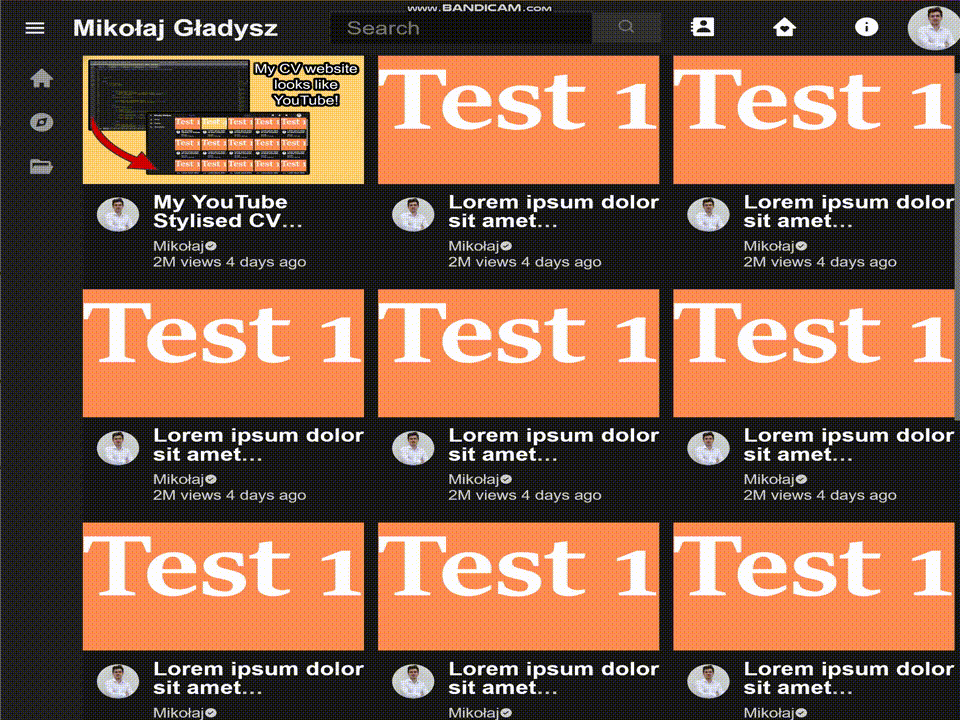 www.BANDICAM.com
Mikołaj Gładysz
Search
My CV website
looks like
YouTube!
Test 1
Test 1
My YouTube
Stylised CV...
Mikołaj
2M views 4 days ago
Lorem ipsum dolor
sit amet...
Mikołaj
2M views 4 days ago
Lorem ipsum dolor
sit amet...
Mikołaj
2M views 4 days ago
Test 1
Test 1
Test 1
Lorem ipsum dolor
sit amet...
Mikołaj
2M views 4 days ago
Lorem ipsum dolor
sit amet...
Mikołaj
2M views 4 days ago
Lorem ipsum dolor
sit amet...
Mikołaj
2M views 4 days ago
Test 1
Test 1
Test 1
Lorem ipsum dolor
sit amet...
Mikołaj
Lorem ipsum dolor
sit amet...
Mikołaj
Lorem ipsum dolor
sit amet...
Mikołaj